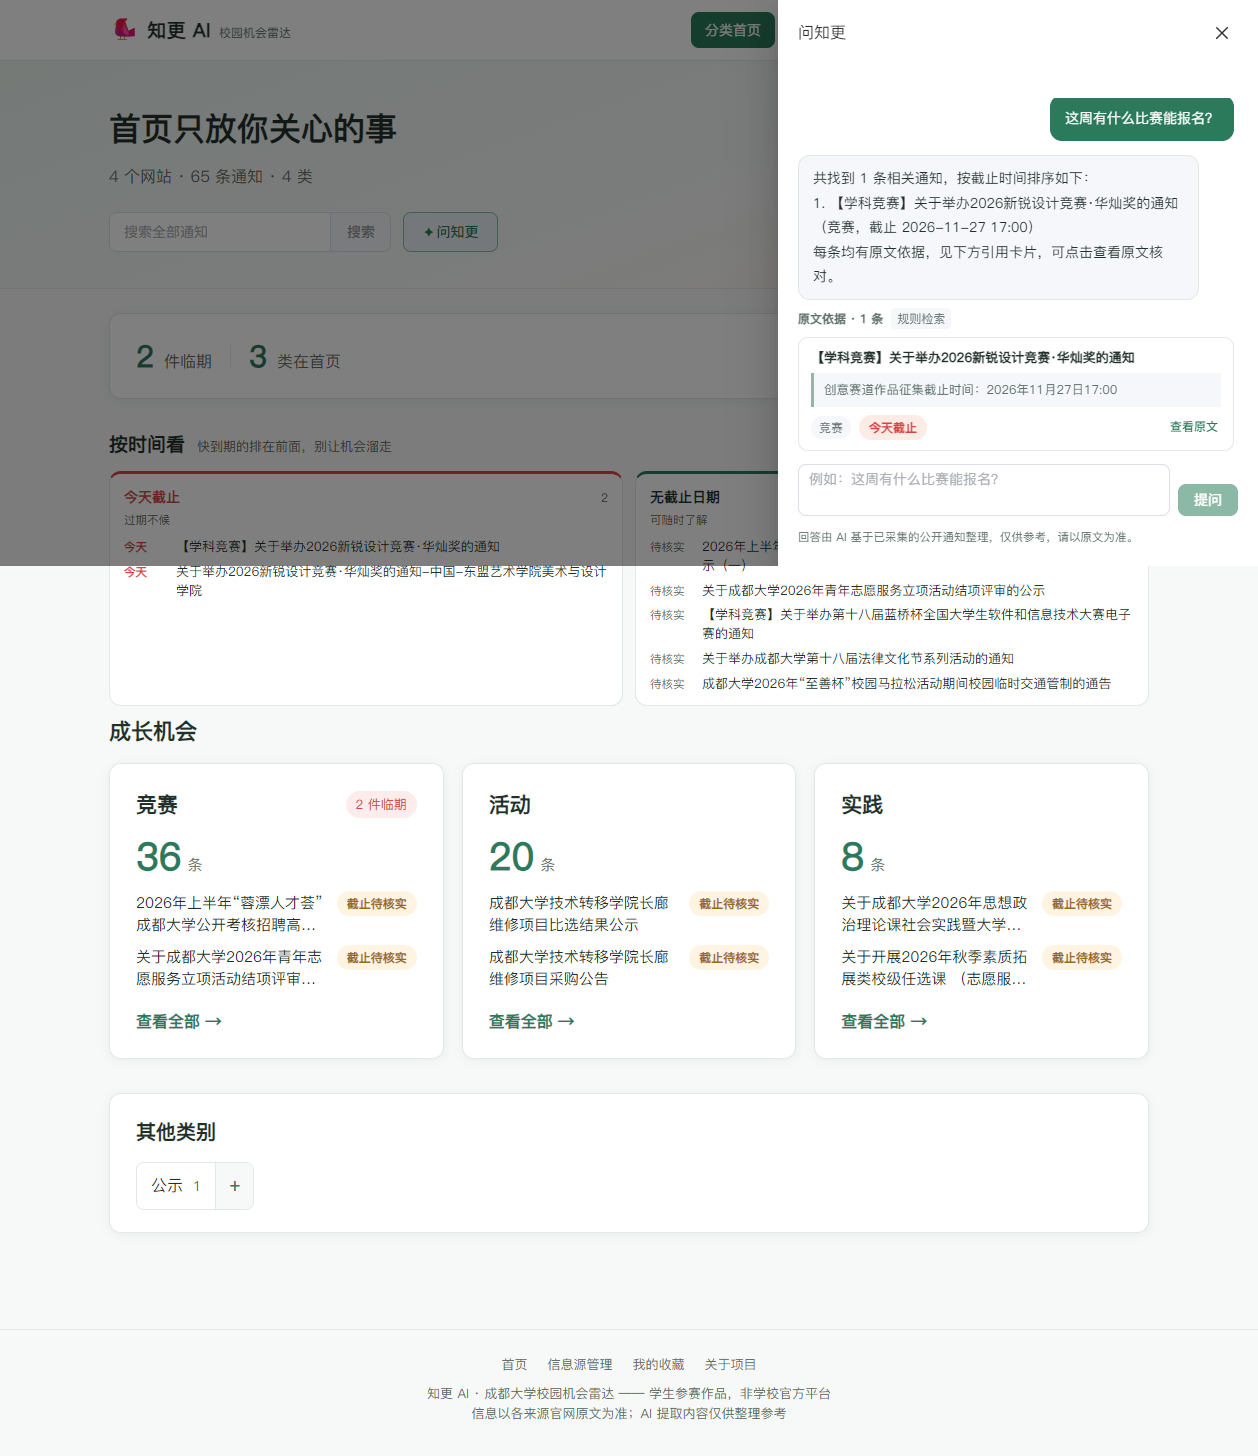 知更 AI 校园机会雷达
分类首页
首页只放你关心的事
4 个网站 · 65 条通知 · 4 类
搜索全部通知
搜索
✦问知更
2 件临期
3 类在首页
按时间看 快到期的排在前面，别让机会溜走
今天截止 2
过期不候
今天 【学科竞赛】关于举办2026新锐设计竞赛·华灿奖的通知
今天 关于举办2026新锐设计竞赛·华灿奖的通知-中国-东盟艺术学院美术与设计
学院
无截止日期
可随时了解
待核实 2026年上半年
示（一）
待核实 关于成都大学2026年青年志愿服务立项活动结项评审的公示
待核实 【学科竞赛】关于举办第十八届蓝桥杯全国大学生软件和信息技术大赛电子
赛的通知
待核实 关于举办成都大学第十八届法律文化节系列活动的通知
待核实 成都大学2026年“至善杯”校园马拉松活动期间校园临时交通管制的通告
问知更
这周有什么比赛能报名？
共找到 1 条相关通知，按截止时间排序如下：
1. 【学科竞赛】关于举办2026新锐设计竞赛·华灿奖的通知
（竞赛，截止 2026-11-27 17:00）
每条均有原文依据，见下方引用卡片，可点击查看原文核
对。
原文依据 · 1 条 规则检索
【学科竞赛】关于举办2026新锐设计竞赛·华灿奖的通知
创意赛道作品征集截止时间：2026年11月27日17:00
竞赛 今天截止 查看原文
例如：这周有什么比赛能报名？
提问
回答由 AI 基于已采集的公开通知整理，仅供参考，请以原文为准。
成长机会
竞赛
2 件临期
36 条
2026年上半年“蓉漂人才荟”
成都大学公开考核招聘高...
截止待核实
关于成都大学2026年青年志
愿服务立项活动结项评审...
截止待核实
查看全部 →
活动
20 条
成都大学技术转移学院长廊
维修项目比选结果公示
截止待核实
成都大学技术转移学院长廊
维修项目采购公告
截止待核实
查看全部 →
实践
8 条
关于成都大学2026年思想政
治理论课社会实践暨大学...
截止待核实
关于开展2026年秋季素质拓
展类校级任选课 （志愿服...
截止待核实
查看全部 →
其他类别
公示 1 +
首页 信息源管理 我的收藏 关于项目
知更 AI · 成都大学校园机会雷达 —— 学生参赛作品，非学校官方平台
信息以各来源官网原文为准；AI 提取内容仅供整理参考